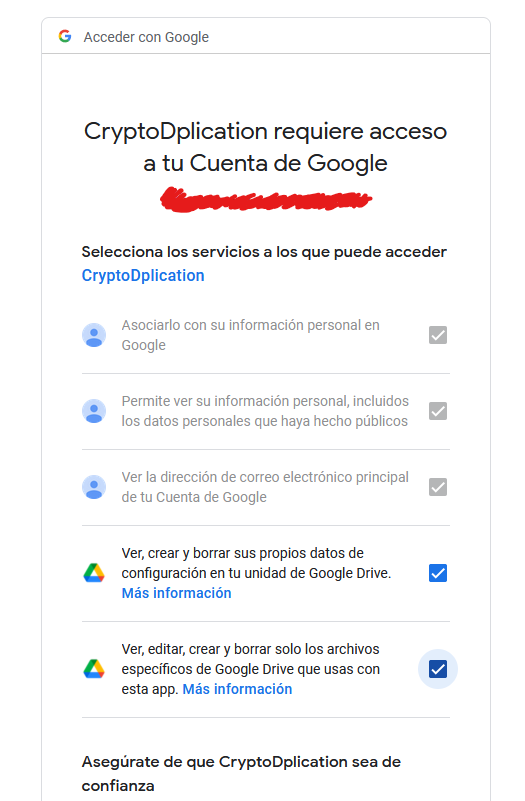 Acceder con Google
CryptoDplication requiere acceso
a tu Cuenta de Google
Selecciona los servicios a los que puede acceder
CryptoDplication
Asociarlo con su información personal en
Google
Permite ver su información personal, incluidos
los datos personales que haya hecho públicos
Ver la dirección de correo electrónico principal
de tu Cuenta de Google
Ver, crear y borrar sus propios datos de
configuración en tu unidad de Google Drive.
Más información
Ver, editar, crear y borrar solo los archivos
específicos de Google Drive que usas con
esta app. Más información
Asegúrate de que CryptoDplication sea de
confianza